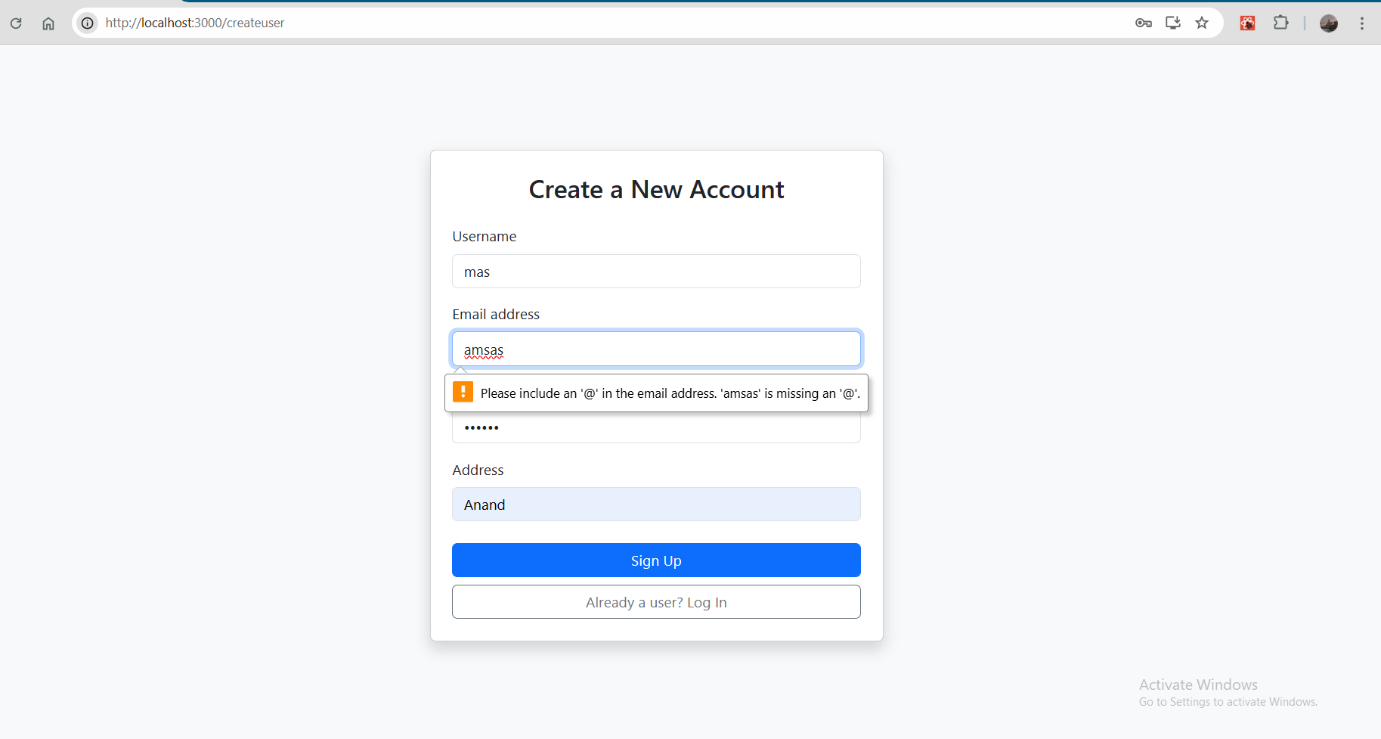 http://localhost:3000/createuser
Create a New Account
Username
mas
Email address
amsas
Please include an '@' in the email address. 'amsas' is missing an '@'.
••••••
Address
Anand
Sign Up
Already a user? Log In
Activate Windows
Go to Settings to activate Windows.